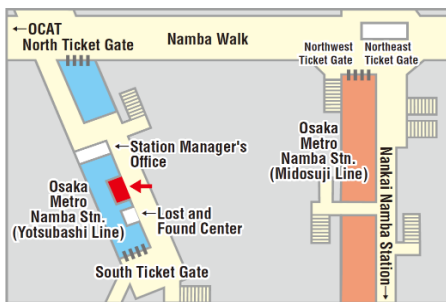 ←OCAT
North Ticket Gate
Namba Walk
Northwest
Ticket Gate
Northeast
Ticket Gate
←Station Manager's
Office
Osaka
Metro
Namba Stn.
(Yotsubashi Line)
←Lost and
Found Center
South Ticket Gate
Osaka Metro
Namba Stn.
(Midosuji Line)
Nankai Namba Station→